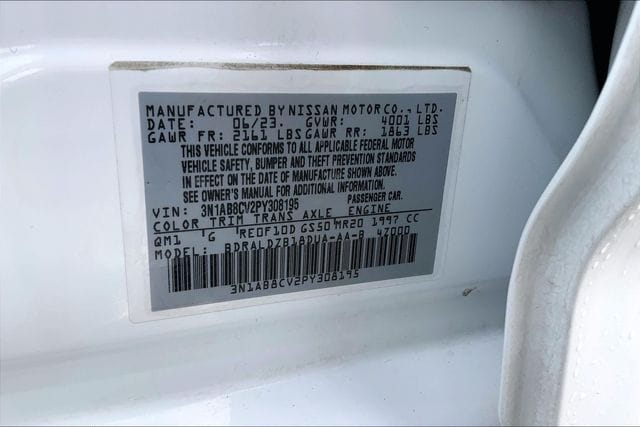 MANUFACTURED BY NISSAN MOTOR CO., LTD.
DATE: 06/23. GVWR: 4001 LBS
GAWR FR: 2161 LBS GAWR RR: 1863 LBS
THIS VEHICLE CONFORMS TO ALL APPLICABLE FEDERAL MOTOR
VEHICLE SAFETY, BUMPER AND THEFT PREVENTION STANDARDS
IN EFFECT ON THE DATE OF MANUFACTURE SHOWN ABOVE.
SEE OWNER'S MANUAL FOR ADDITIONAL INFORMATION.
VIN: 3N1AB8CV2PY308195 PASSENGER CAR.
COLOR TRIM TRANS AXLE ENGINE
QM1 G RE0F10D GS50 MR20 1997 CC
MODEL: BDRALDZB18DUA-AA-B 47000
3N1AB8CV2PY308195